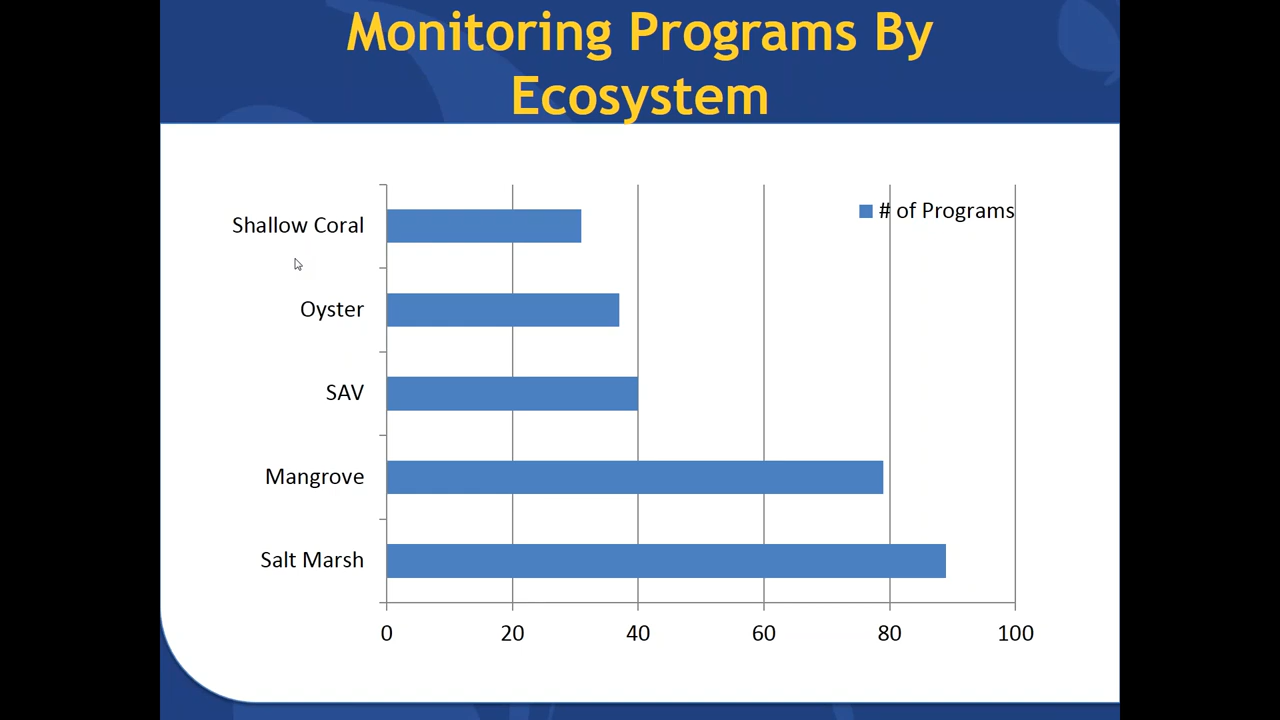 Monitoring Programs By
Ecosystem
# of Programs
Shallow Coral
Oyster
SAV
Mangrove
Salt Marsh
0 20 40 60 80 100